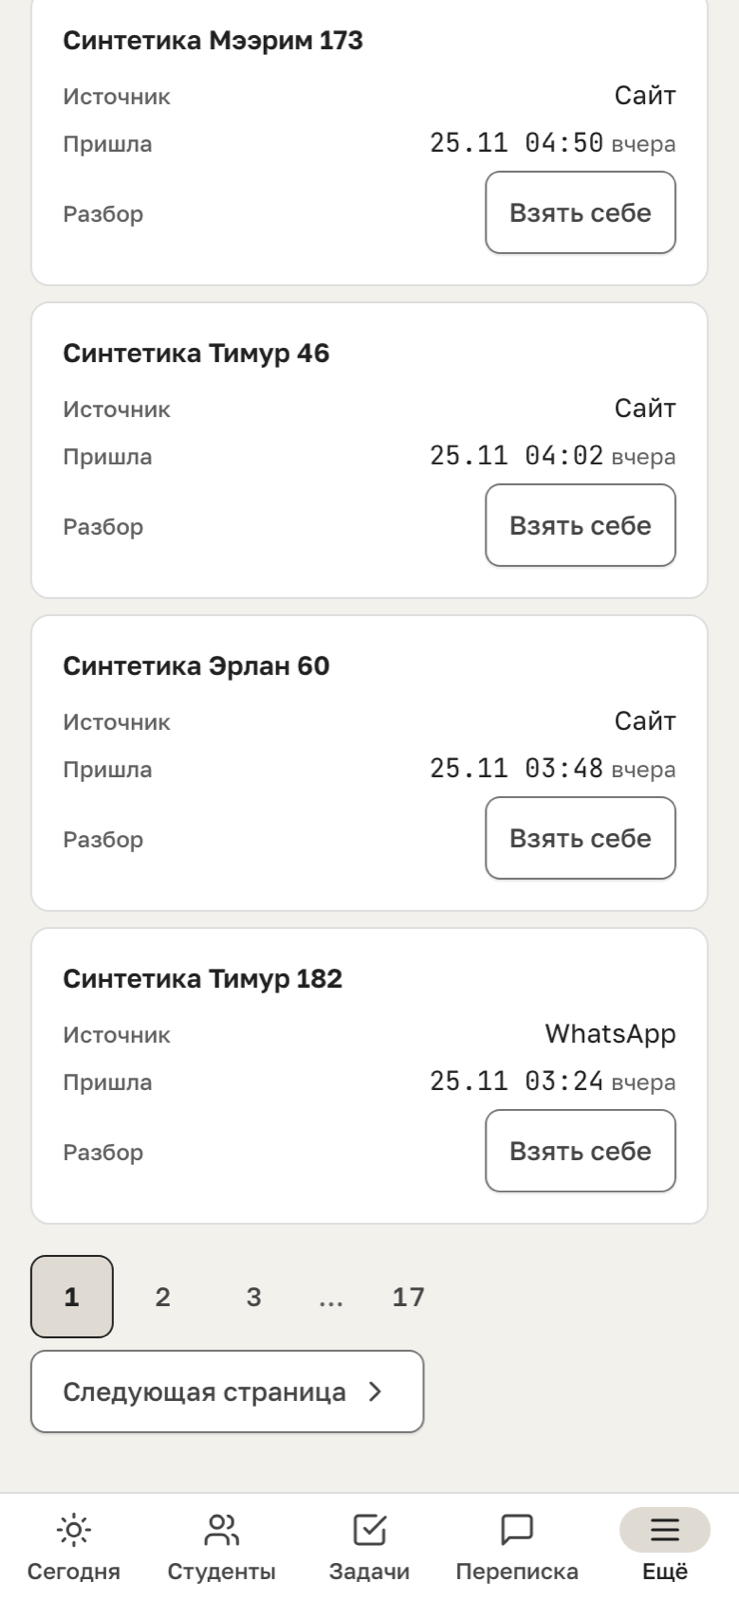 Синтетика Мээрим 173
Источник Сайт
Пришла 25.11 04:50 вчера
Разбор Взять себе
Синтетика Тимур 46
Источник Сайт
Пришла 25.11 04:02 вчера
Разбор Взять себе
Синтетика Эрлан 60
Источник Сайт
Пришла 25.11 03:48 вчера
Разбор Взять себе
Синтетика Тимур 182
Источник WhatsApp
Пришла 25.11 03:24 вчера
Разбор Взять себе
1 2 3 … 17
Следующая страница
Сегодня Студенты Задачи Переписка Ещё